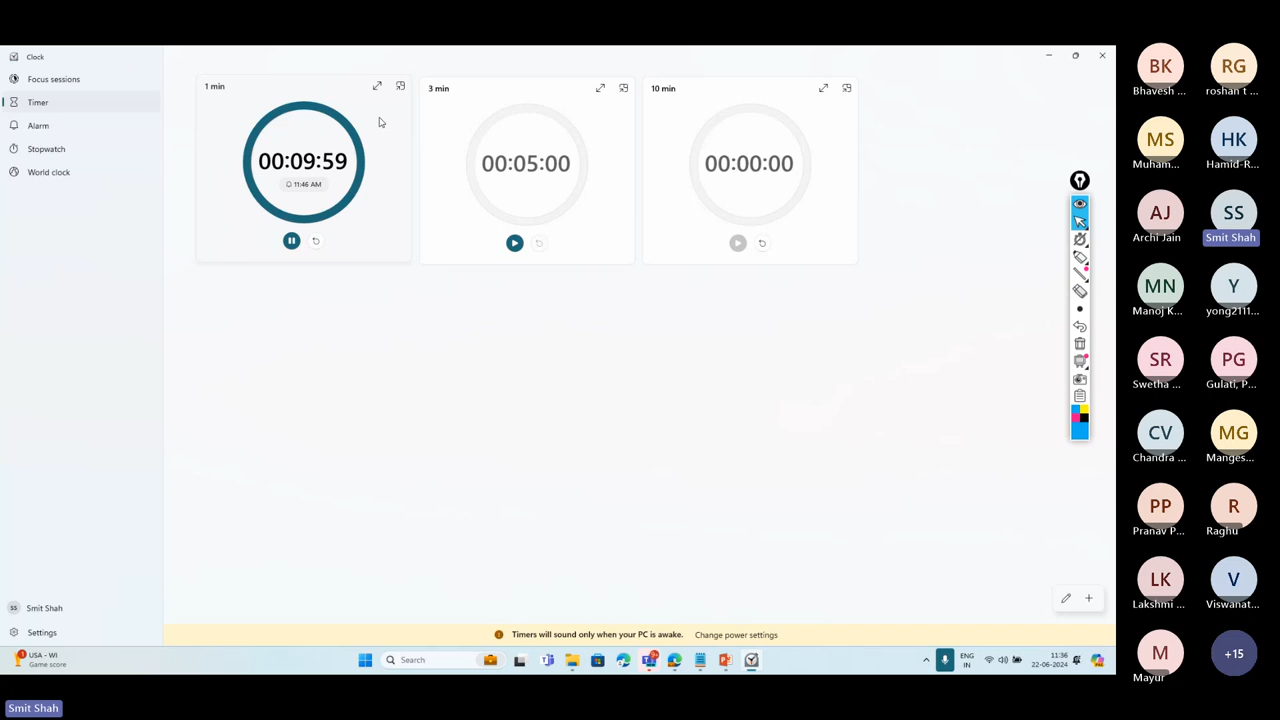 Clock
Focus sessions
Timer
Alarm
Stopwatch
World clock
Smit Shah
Settings
1 min
00:09:59
11:46 AM
3 min
00:05:00
10 min
00:00:00
Timers will sound only when your PC is awake. Change power settings
USA - WI
Game score
Search
ENG
IN
11:36
22-06-2024
BK
Bhavesh ...
RG
roshan t ...
MS
Muham...
HK
Hamid-R...
AJ
Archi Jain
SS
Smit Shah
MN
Manoj K...
Y
yong2111...
SR
Swetha ...
PG
Gulati, P...
CV
Chandra ...
MG
Manges...
PP
Pranav P...
R
Raghu
LK
Lakshmi ...
V
Viswanat...
M
Mayur
+15
Smit Shah